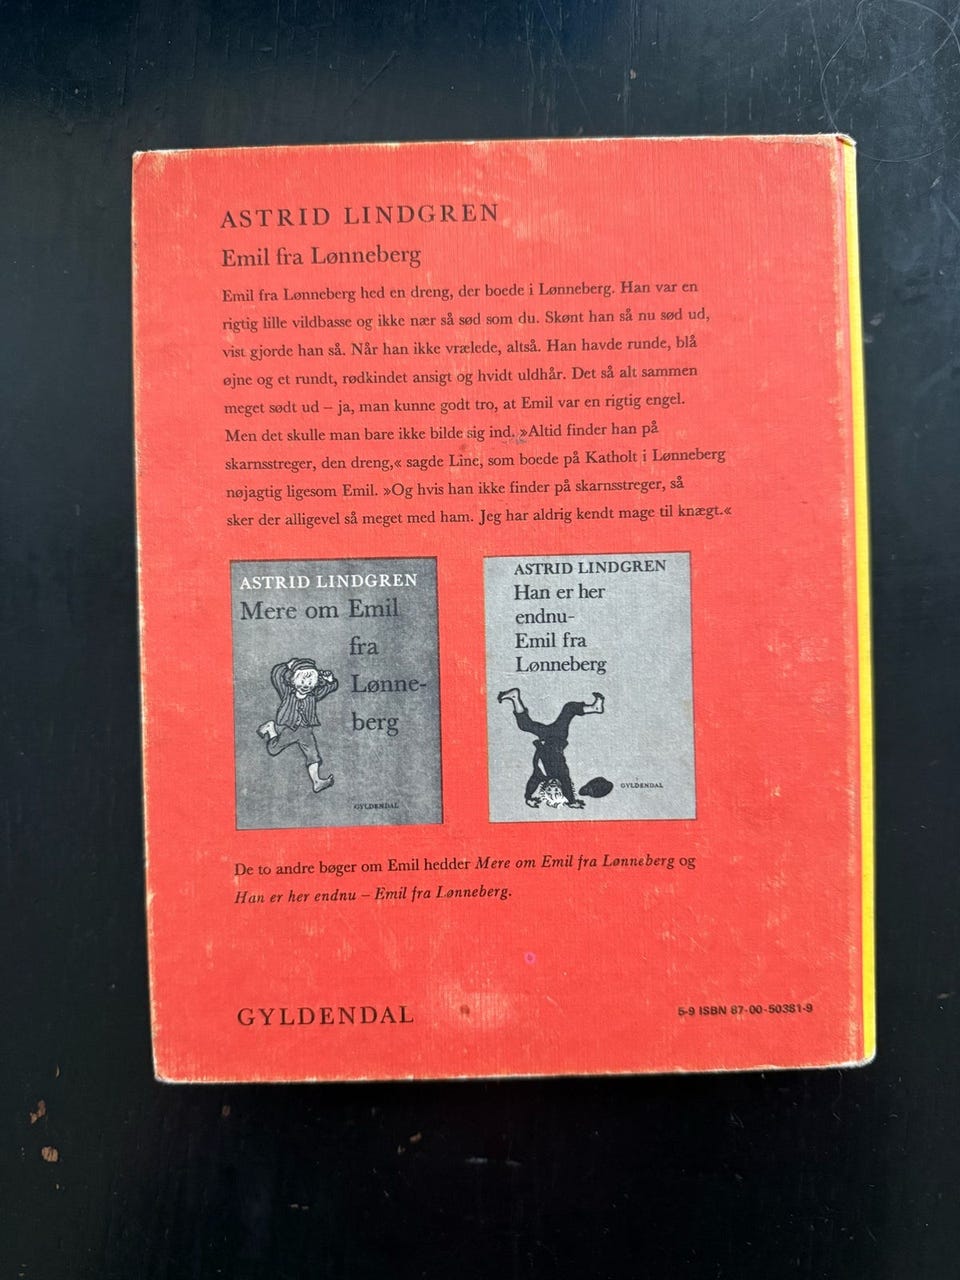 ASTRID LINDGREN
Emil fra Lønneberg
Emil fra Lønneberg hed en dreng, der boede i Lønneberg. Han var en
rigtig lille vildbasse og ikke nær så sød som du. Skønt han så nu sød ud,
vist gjorde han så. Når han ikke vrælede, altså. Han havde runde, blå
øjne og et rundt, rødkindet ansigt og hvidt uldhår. Det så alt sammen
meget sødt ud – ja, man kunne godt tro, at Emil var en rigtig engel.
Men det skulle man bare ikke bilde sig ind. »Altid finder han på
skarnsstreger, den dreng,« sagde Line, som boede på Katholt i Lønneberg
nøjagtig ligesom Emil. »Og hvis han ikke finder på skarnsstreger, så
sker der alligevel så meget med ham. Jeg har aldrig kendt mage til knægt.«
ASTRID LINDGREN
Mere om Emil
fra
Lønne-
berg
GYLDENDAL
ASTRID LINDGREN
Han er her
endnu-
Emil fra
Lønneberg
GYLDENDAL
De to andre bøger om Emil hedder Mere om Emil fra Lønneberg og
Han er her endnu – Emil fra Lønneberg.
GYLDENDAL
5-9 ISBN 87-00-50381-9